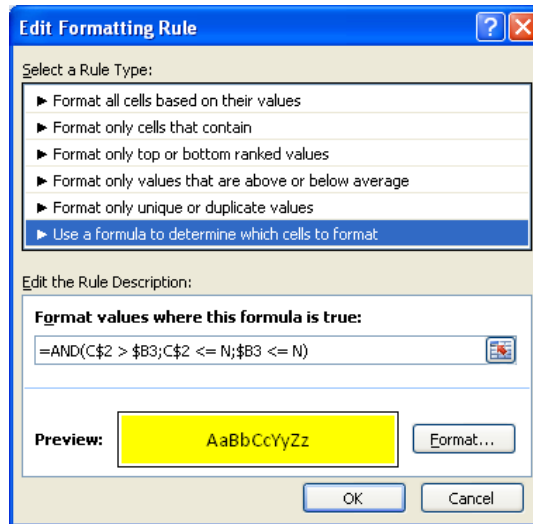 Edit Formatting Rule
Select a Rule Type:
► Format all cells based on their values
► Format only cells that contain
► Format only top or bottom ranked values
► Format only values that are above or below average
► Format only unique or duplicate values
► Use a formula to determine which cells to format
Edit the Rule Description:
Format values where this formula is true:
=AND(C$2 > $B3;C$2 <= N;$B3 <= N)
Preview: AaBbCcYyZz Format...
OK Cancel